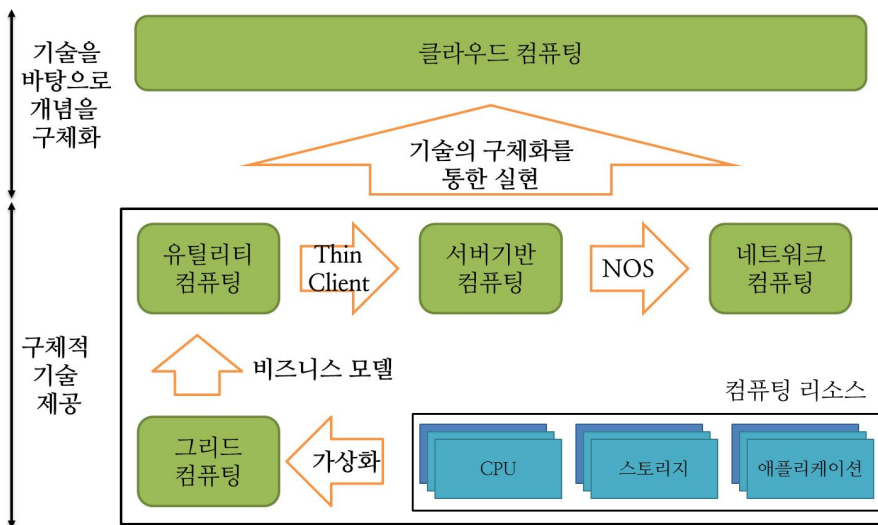 기술을
바탕으로
개념을
구체화
클라우드 컴퓨팅
기술의 구체화를
통한 실현
구체적
기술
제공
유틸리티
컴퓨팅
Thin
Client
서버기반
컴퓨팅
NOS
네트워크
컴퓨팅
비즈니스 모델
컴퓨팅 리소스
그리드
컴퓨팅
가상화
CPU
스토리지
애플리케이션